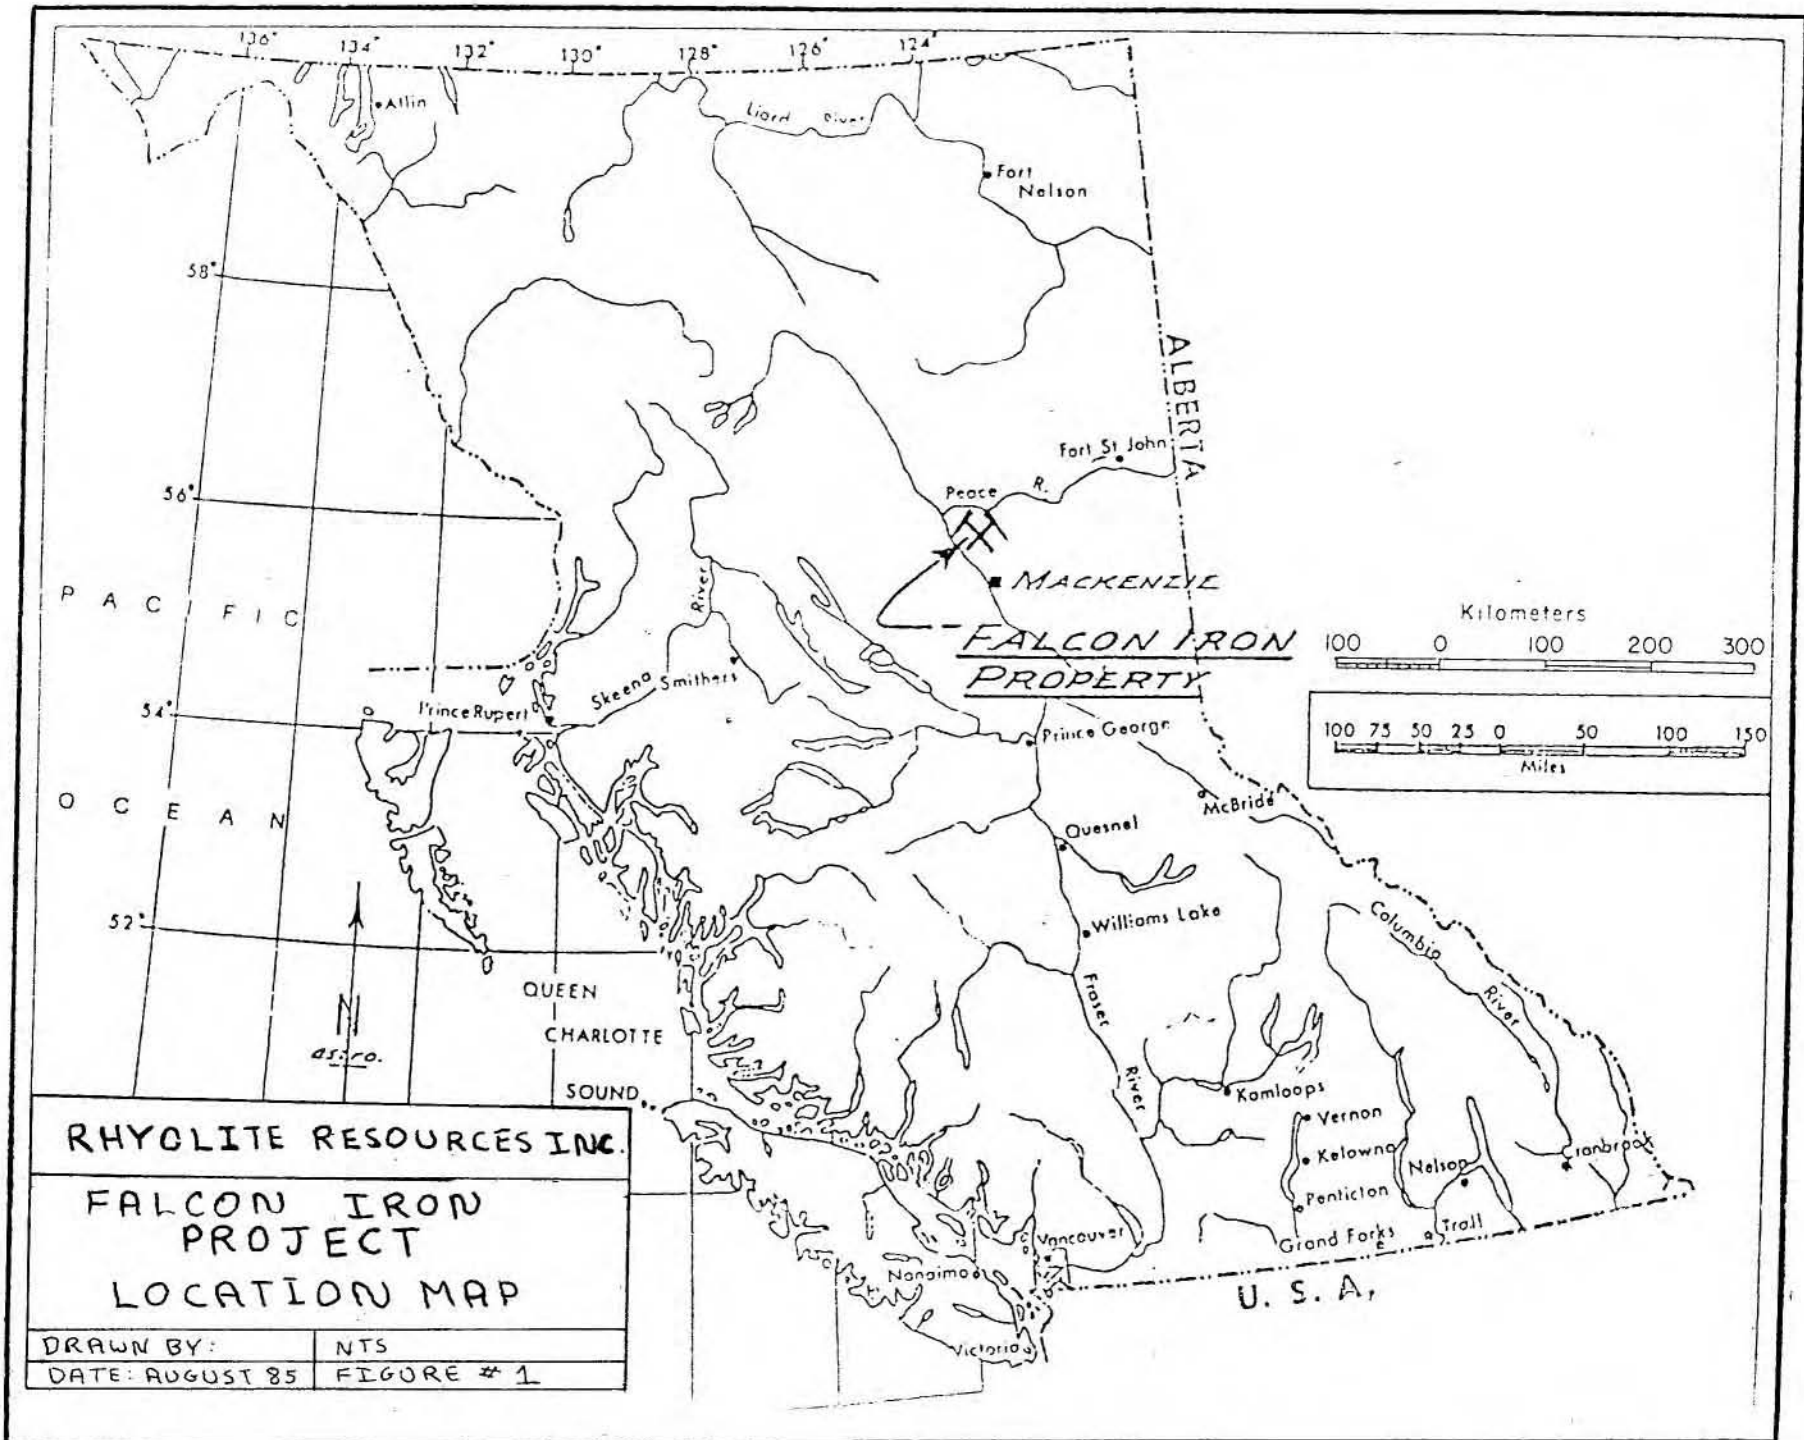 136° 134° 132° 130° 128° 126° 124°
Atlin
Liard River
Fort
Nelson
58°
ALBERTA
Fort St John
56°
Peace R.
MACKENZIE
PACIFIC
Kilometers
100 0 100 200 300
FALCON IRON
PROPERTY
River
Skeena
Smithers
54°
Prince Rupert
Prince George
100 75 50 25 0 50 100 150
Miles
OCEAN
McBride
Quesnel
52°
Williams Lake
Columbia
River
QUEEN
CHARLOTTE
SOUND
N
astro.
Fraser
River
Kamloops
Vernon
Kelowna
Nelson
Cranbrook
Penticton
Grand Forks
Trail
Vancouver
Nanaimo
Victoria
U. S. A.
RHYOLITE RESOURCES INC.
FALCON IRON
PROJECT
LOCATION MAP
DRAWN BY: NTS
DATE: AUGUST 85 FIGURE # 1